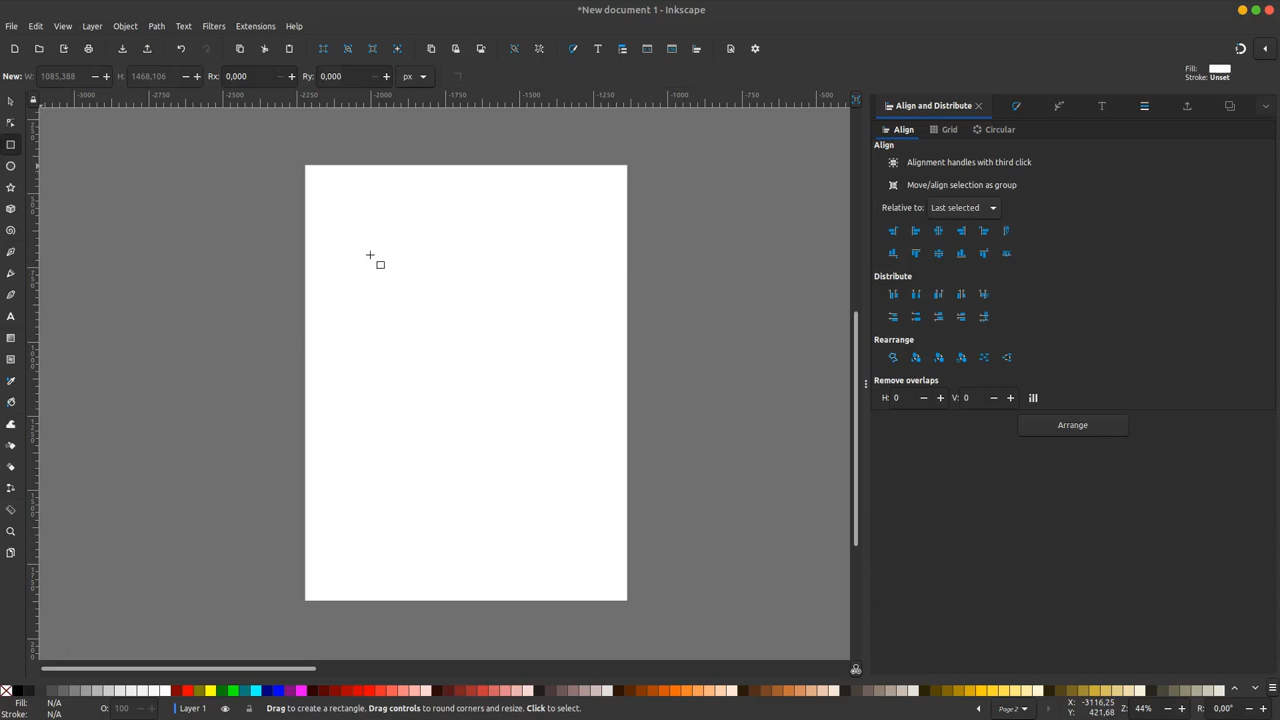 *New document 1 - Inkscape
File Edit View Layer Object Path Text Filters Extensions Help
New: W: 1085,388 H: 1468,106 Rx: 0,000 Ry: 0,000 px
Fill:
Stroke: Unset
-3000 -2750 -2500 -2250 -2000 -1750 -1500 -1250 -1000 -750 -500
Align and Distribute
Align Grid Circular
Align
Alignment handles with third click
Move/align selection as group
Relative to: Last selected
Distribute
Rearrange
Remove overlaps
H: 0 V: 0
Arrange
Fill: N/A
Stroke: N/A
O: 100
Layer 1
Drag to create a rectangle. Drag controls to round corners and resize. Click to select.
Page 2
X: -3116,25
Y: 421,68
Z: 44%
R: 0,00°